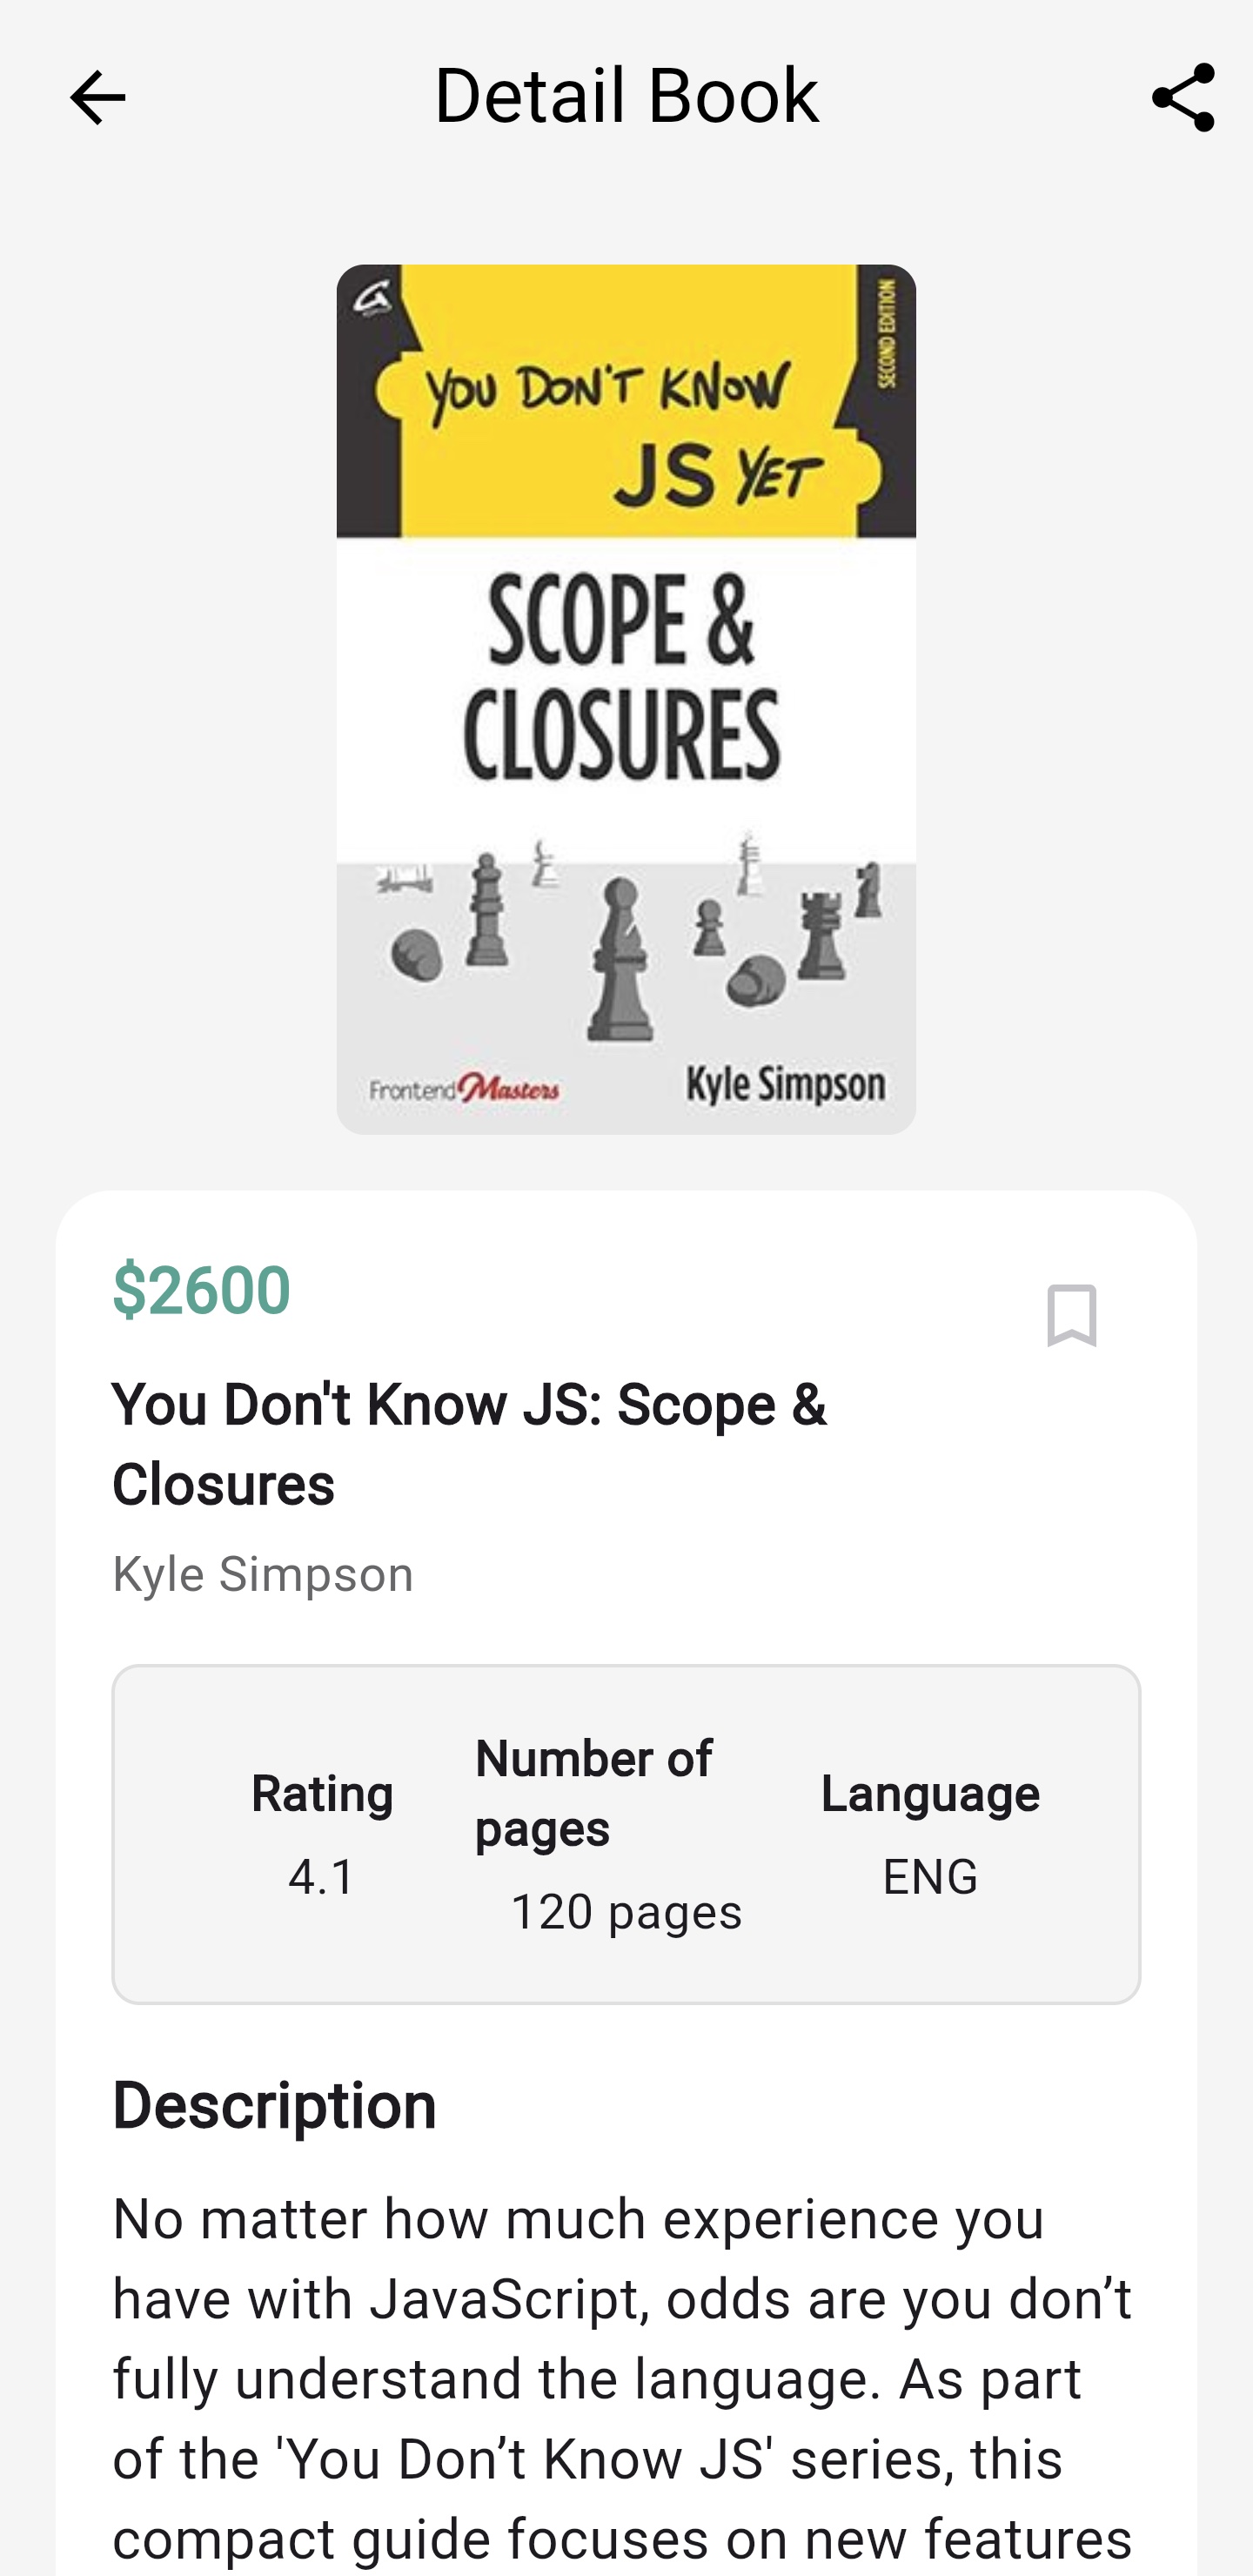 Detail Book
SECOND EDITION
YOU DON'T KNOW
JS YET
SCOPE &
CLOSURES
FrontendMasters
Kyle Simpson
$2600
You Don't Know JS: Scope &
Closures
Kyle Simpson
Rating
4.1
Number of
pages
120 pages
Language
ENG
Description
No matter how much experience you
have with JavaScript, odds are you don’t
fully understand the language. As part
of the 'You Don’t Know JS' series, this
compact guide focuses on new features